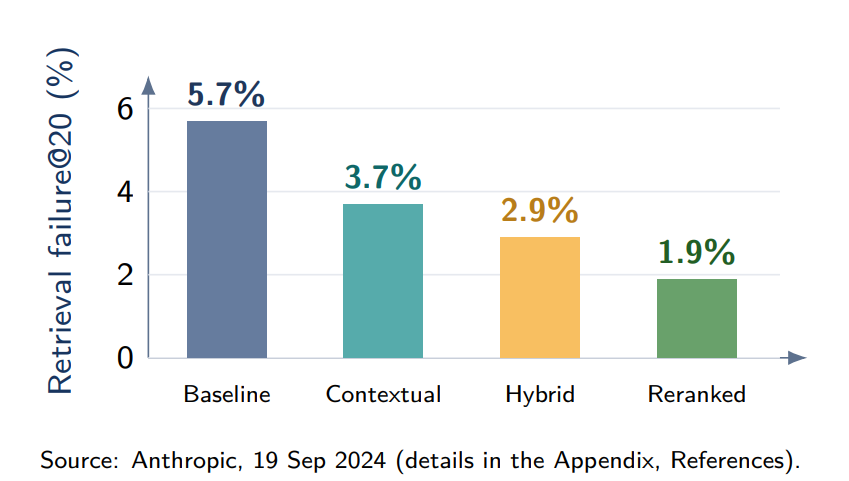 Retrieval failure@20 (%)
6
4
2
0
5.7%
3.7%
2.9%
1.9%
Baseline
Contextual
Hybrid
Reranked
Source: Anthropic, 19 Sep 2024 (details in the Appendix, References).